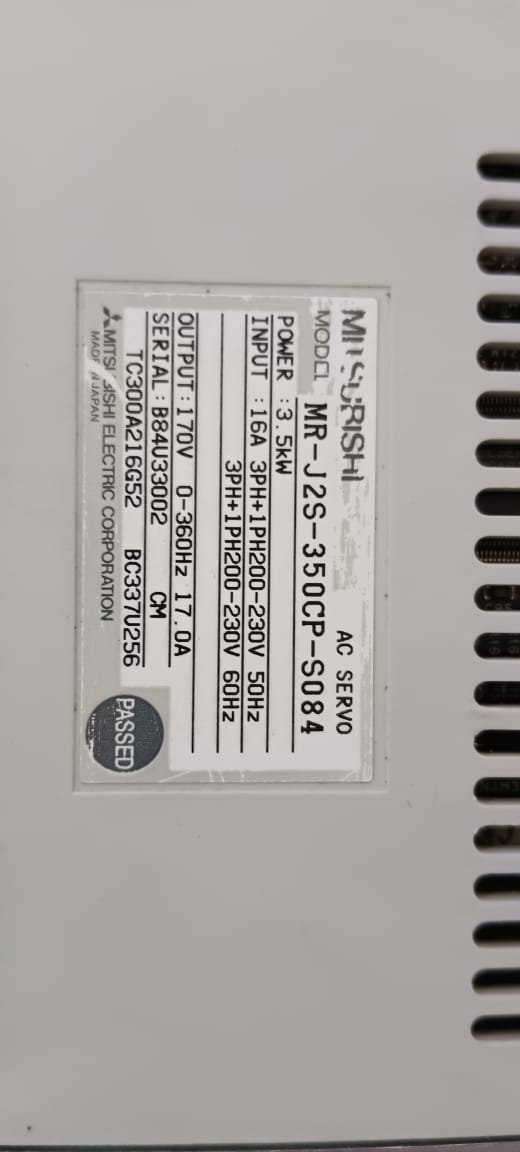 MITSUBISHI AC SERVO
MODEL MR-J2S-350CP-S084
POWER :3.5kW
INPUT :16A 3PH+1PH200-230V 50Hz
3PH+1PH200-230V 60Hz
OUTPUT:170V 0-360Hz 17.0A
SERIAL:B84U33002 CM
TC300A216G52 BC337U256
MITSUBISHI ELECTRIC CORPORATION
MADE IN JAPAN
PASSED